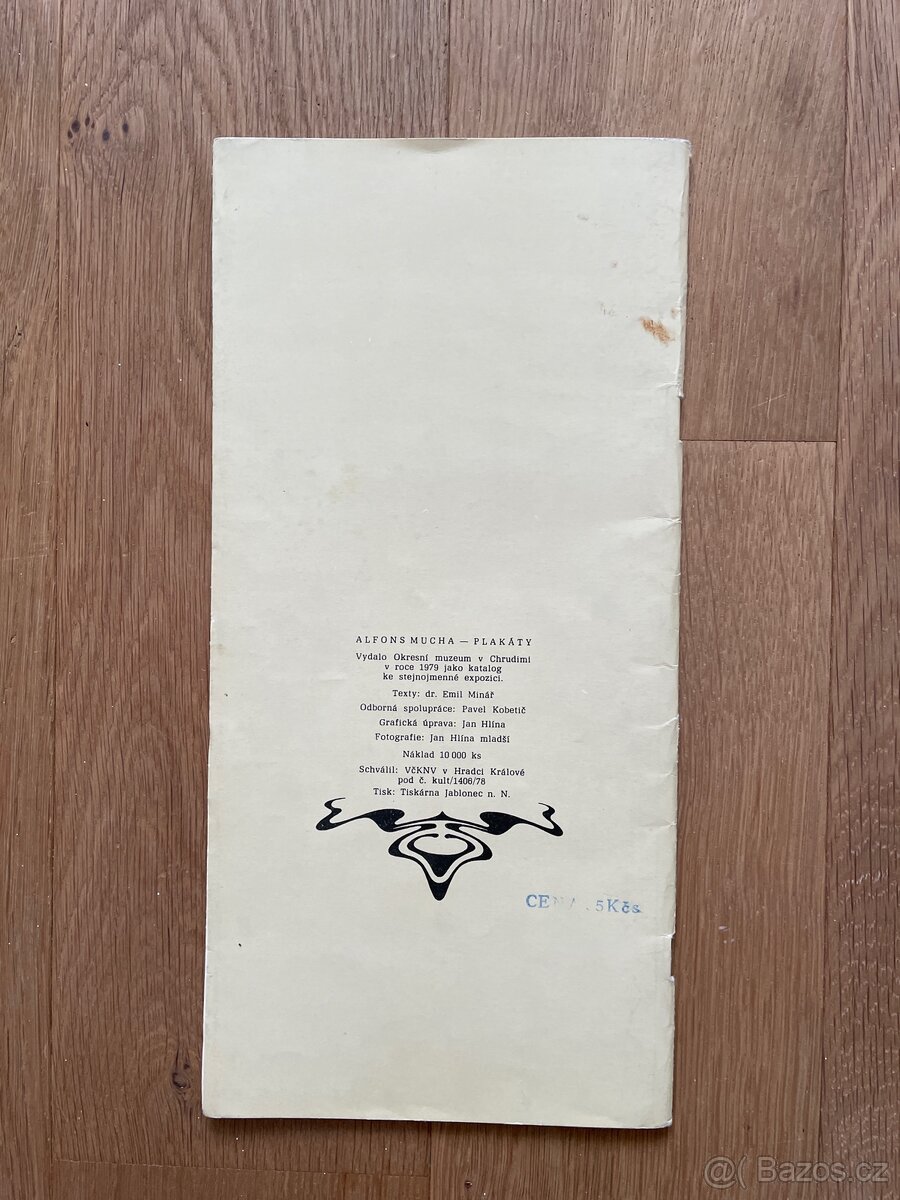 ALFONS MUCHA — PLAKÁTY
Vydalo Okresní muzeum v Chrudimi
v roce 1979 jako katalog
ke stejnojmenné expozici.
Texty: dr. Emil Minář
Odborná spolupráce: Pavel Kobetič
Grafická úprava: Jan Hlína
Fotografie: Jan Hlína mladší
Náklad 10 000 ks
Schválil: VčKNV v Hradci Králové
pod č. kult/1406/78
Tisk: Tiskárna Jablonec n. N.
CENA 5Kčs
@( Bazos.cz